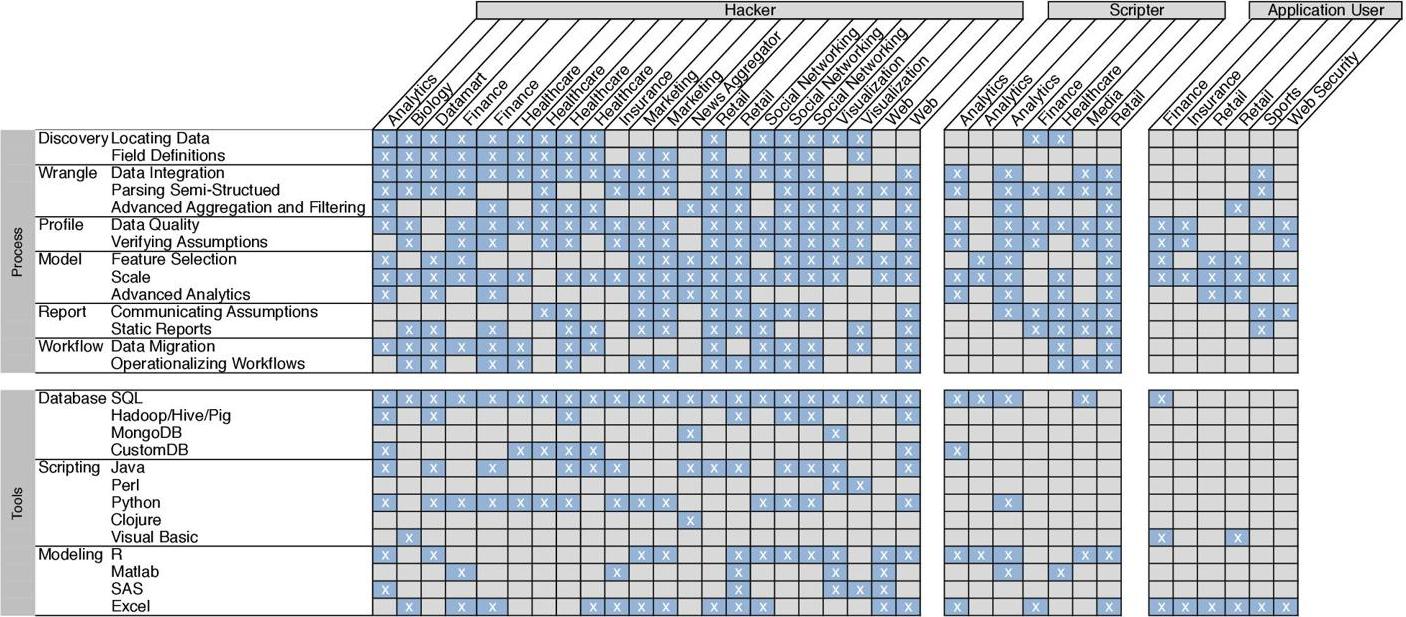 Hacker Scripter Application User
Analytics Biology Datamart Finance Finance Healthcare Healthcare Healthcare Healthcare Insurance Marketing Marketing News Aggregator Retail Retail Social Networking Social Networking Social Networking Visualization Visualization Web Web Analytics Analytics Analytics Finance Healthcare Media Retail Finance Insurance Retail Retail Sports Web Security
Process
Discovery Locating Data x x x x x x x x x x x x x x x x x
Field Definitions x x x x x x x x x x x x x x x x
Wrangle Data Integration x x x x x x x x x x x x x x x x x x x x x x x
Parsing Semi-Structued x x x x x x x x x x x x x x x x x x x x x x x
Advanced Aggregation and Filtering x x x x x x x x x x x x x x x x
Profile Data Quality x x x x x x x x x x x x x x x x x x x x x x x x x x x x x x
Verifying Assumptions x x x x x x x x x x x x x x x x x x x x x x x x
Model Feature Selection x x x x x x x x x x x x x x x x x x x x x
Scale x x x x x x x x x x x x x x x x x x x x x x x x x x x x x x x
Advanced Analytics x x x x x x x x x x x x x x
Report Communicating Assumptions x x x x x x x x x x x x x x x x x
Static Reports x x x x x x x x x x x x x x x x x
Workflow Data Migration x x x x x x x x x x x x x x x x
Operationalizing Workflows x x x x x x x x x x x x x x x x
Tools
Database SQL x x x x x x x x x x x x x x x x x x x x x x x x x x x
Hadoop/Hive/Pig x x x x x x x
MongoDB x x
CustomDB x x x x x x x
Scripting Java x x x x x x x x x x x x x
Perl x x
Python x x x x x x x x x x x x x x x
Clojure x
Visual Basic x x x
Modeling R x x x x x x x x x x x x x x x x
Matlab x x x x x x x
SAS x x x x x
Excel x x x x x x x x x x x x x x x x x x x x x